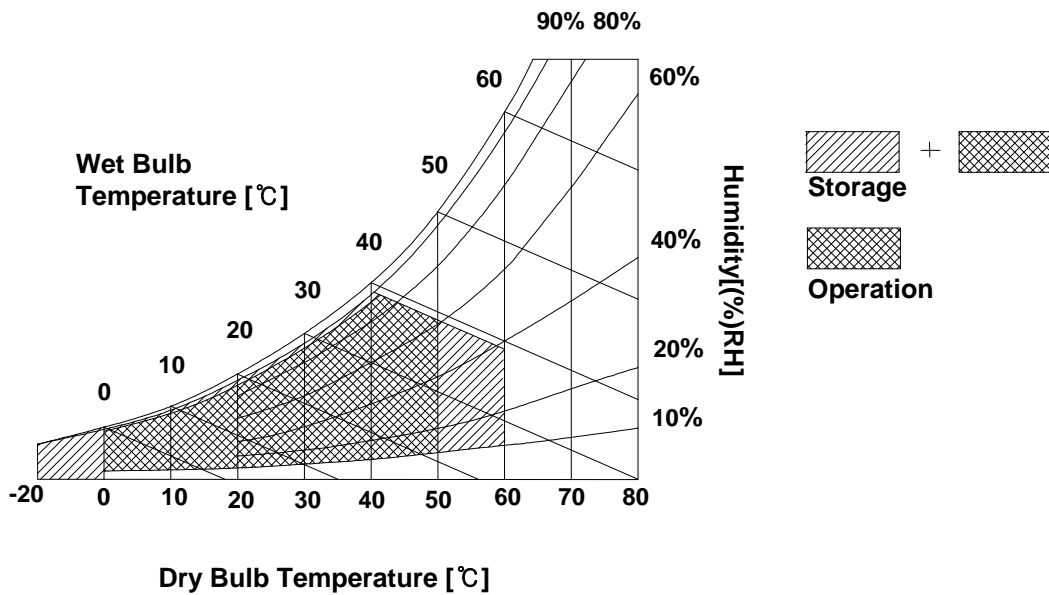 90% 80%
60
60%
50
Wet Bulb
Temperature [℃]
40
30
20
10
0
40%
20%
10%
Humidity[(%)RH]
-20 0 10 20 30 40 50 60 70 80
Dry Bulb Temperature [℃]
+
Storage
Operation